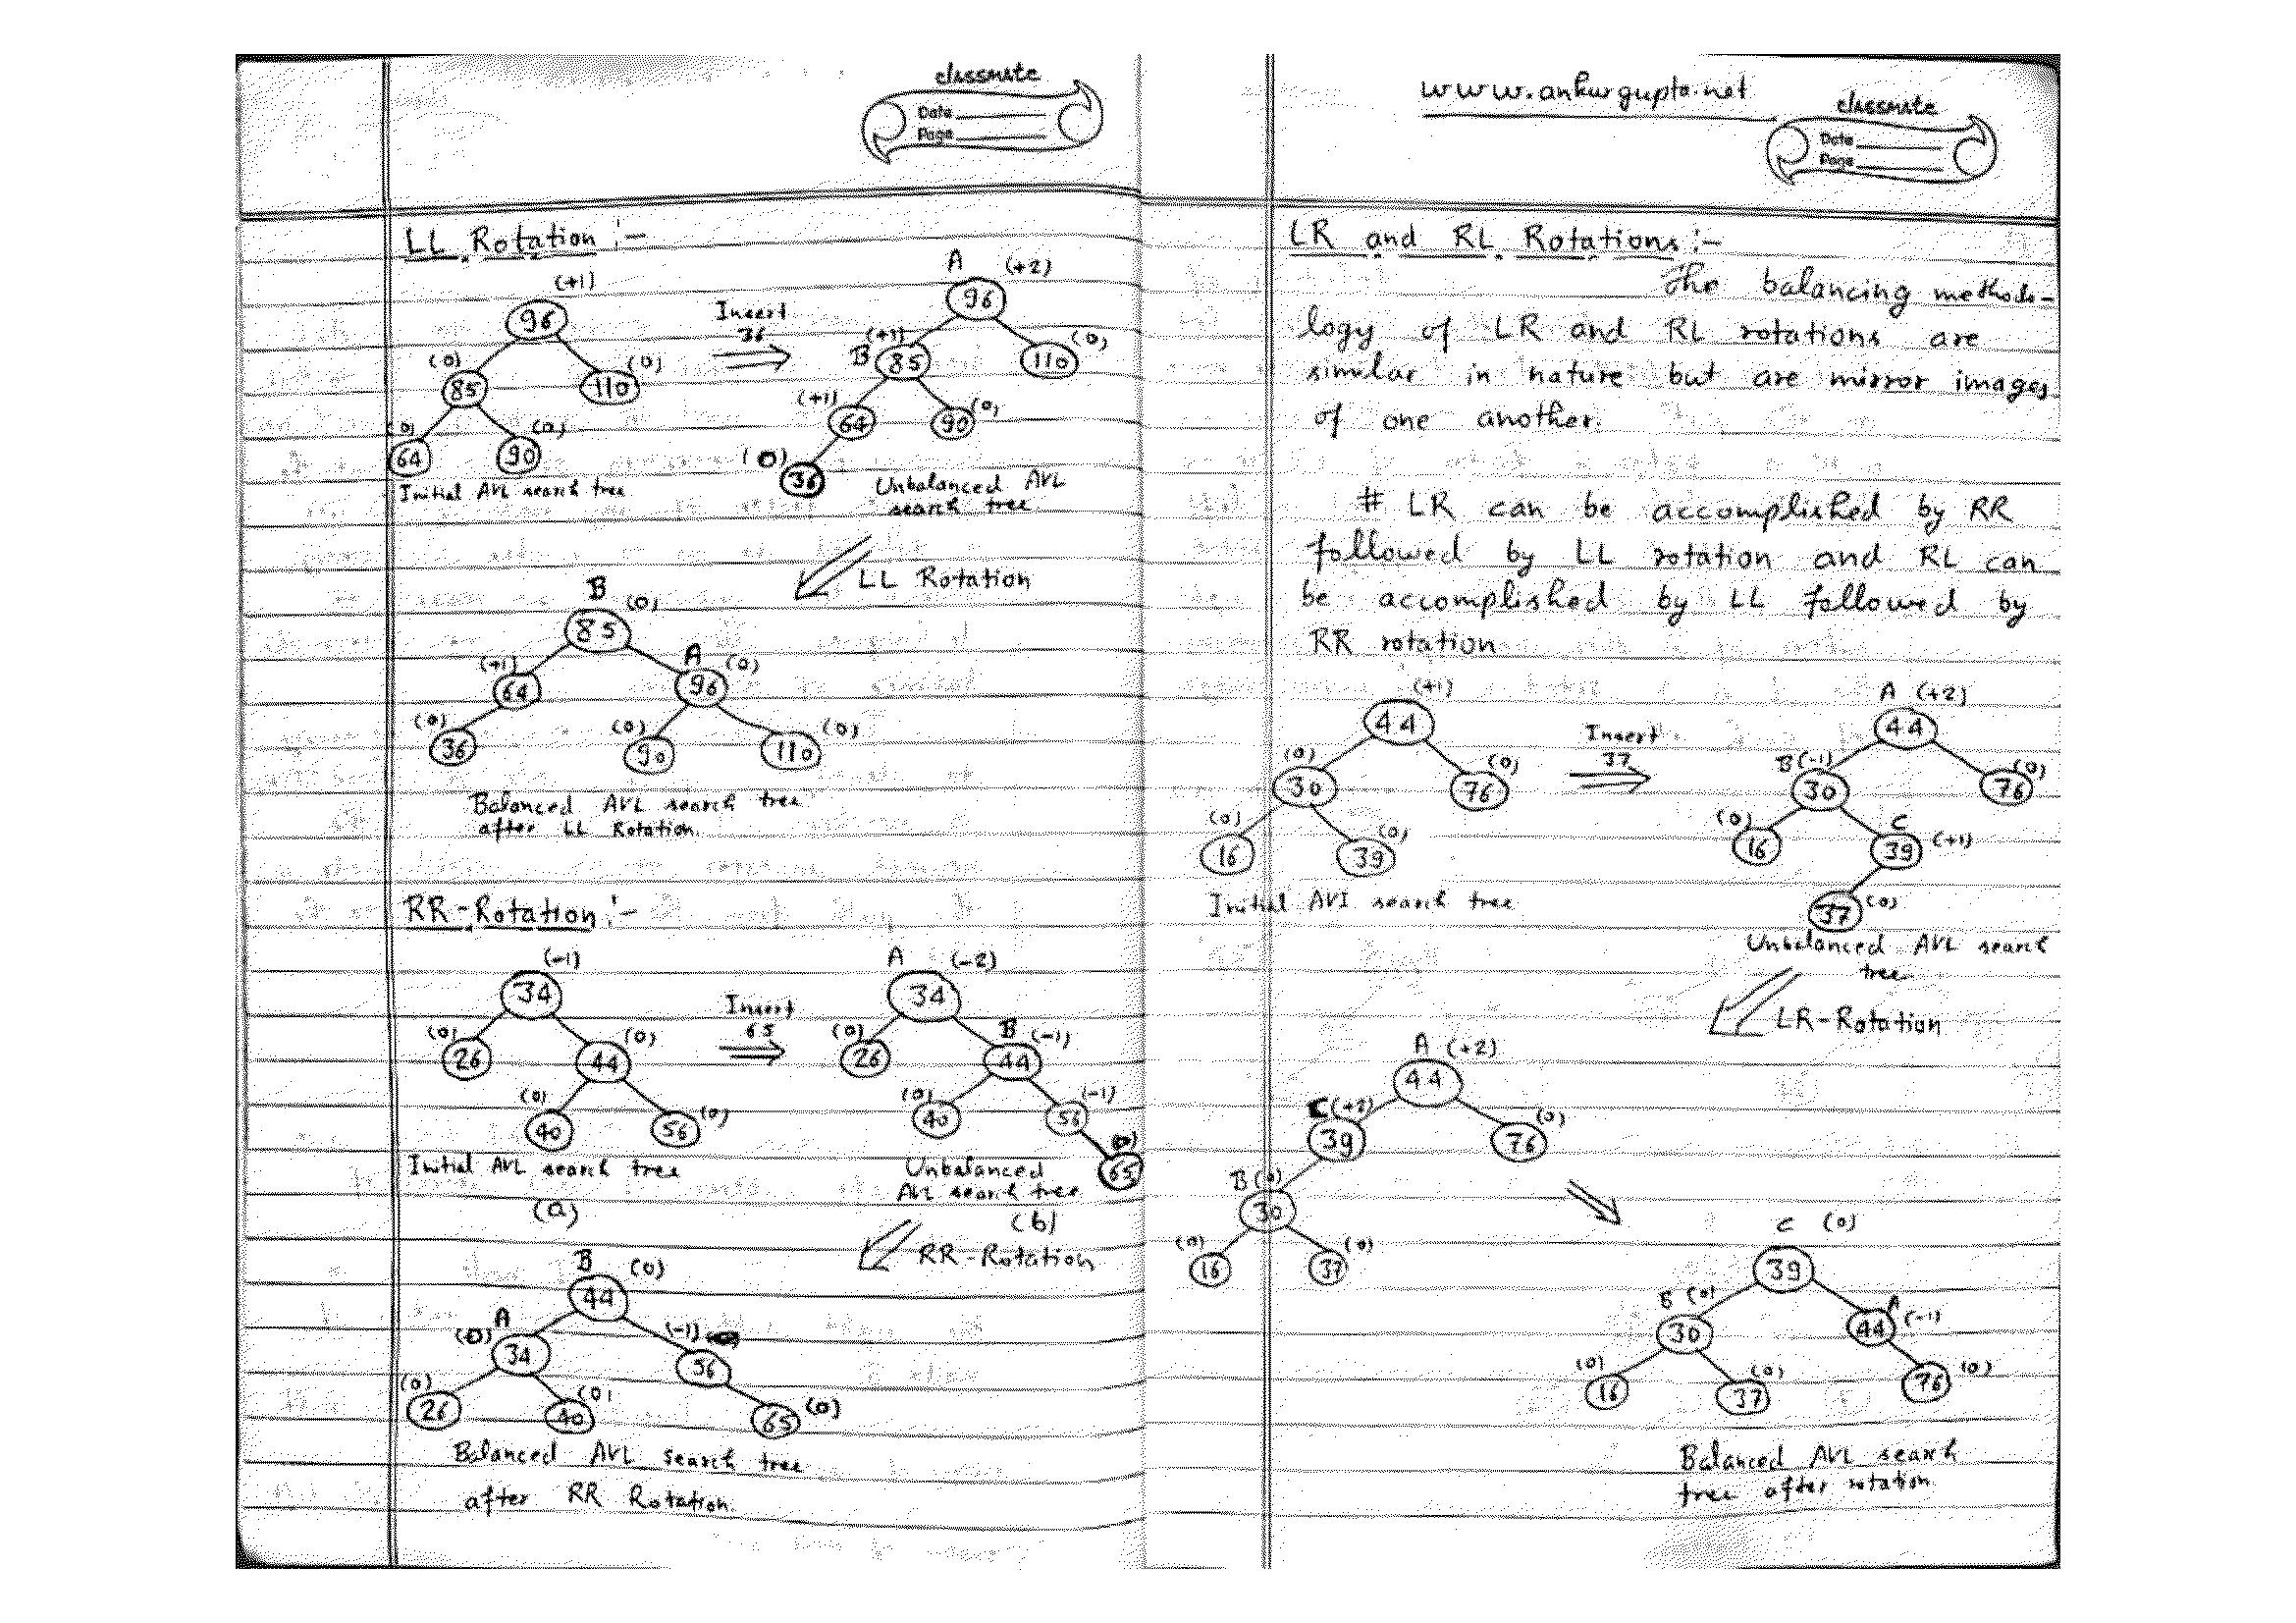 classmate
Date
Page
LL Rotation :-
(+1)
96
(0)
85
(0)
110
(0)
64
(0)
90
Initial AVL search tree
Insert
36
A (+2)
96
B (+1)
85
(0)
110
(+1)
64
(0)
90
(0)
36
Unbalanced AVL
search tree
LL Rotation
B (0)
85
(+1)
64
A (0)
96
(0)
36
(0)
90
(0)
110
Balanced AVL search tree
after LL Rotation.
RR-Rotation :-
(-1)
34
(0)
26
(0)
44
(0)
40
(0)
56
Initial AVL search tree
(a)
Insert
65
A (-2)
34
(0)
26
B (-1)
44
(0)
40
(-1)
56
(0)
65
Unbalanced
AVL search tree
(b)
RR-Rotation
B (0)
44
A (0)
34
(-1)
56
(0)
26
(0)
40
(0)
65
Balanced AVL search tree
after RR Rotation.
www.ankurgupta.net
classmate
Date
Page
LR and RL Rotations :-
The balancing methodo-
logy of LR and RL rotations are
similar in nature but are mirror images
of one another.
# LR can be accomplished by RR
followed by LL rotation and RL can
be accomplished by LL followed by
RR rotation
(+1)
44
(0)
30
(0)
76
(0)
16
(0)
39
Initial AVl search tree
Insert
37
A (+2)
44
B (-1)
30
(0)
76
(0)
16
C
39 (+1)
37 (0)
Unbalanced AVL search
tree
LR-Rotation
A (+2)
44
C (+2)
39
(0)
76
B (0)
30
(0)
16
(0)
37
C (0)
39
B (0)
30
A
44 (-1)
(0)
16
(0)
37
76 (0)
Balanced AVL search
tree after rotation.